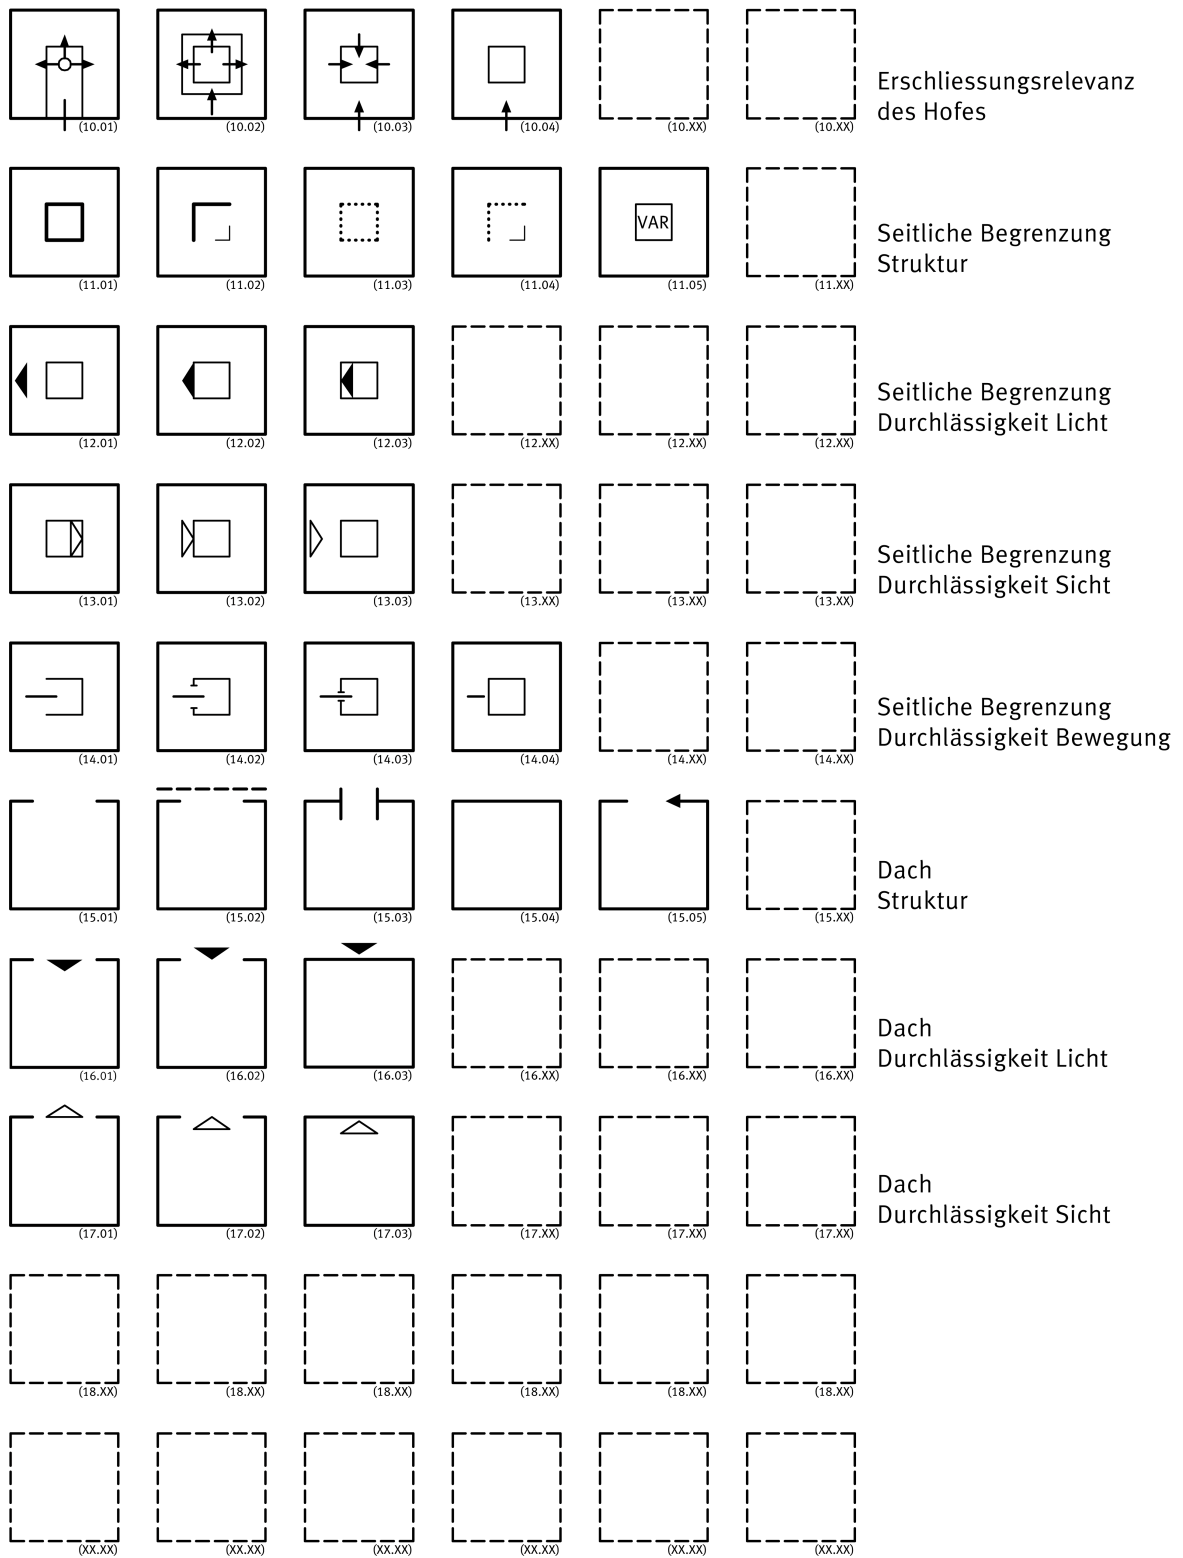 (10.01) (10.02) (10.03) (10.04) (10.XX) (10.XX)
Erschliessungsrelevanz
des Hofes
VAR
(11.01) (11.02) (11.03) (11.04) (11.05) (11.XX)
Seitliche Begrenzung
Struktur
(12.01) (12.02) (12.03) (12.XX) (12.XX) (12.XX)
Seitliche Begrenzung
Durchlässigkeit Licht
(13.01) (13.02) (13.03) (13.XX) (13.XX) (13.XX)
Seitliche Begrenzung
Durchlässigkeit Sicht
(14.01) (14.02) (14.03) (14.04) (14.XX) (14.XX)
Seitliche Begrenzung
Durchlässigkeit Bewegung
(15.01) (15.02) (15.03) (15.04) (15.05) (15.XX)
Dach
Struktur
(16.01) (16.02) (16.03) (16.XX) (16.XX) (16.XX)
Dach
Durchlässigkeit Licht
(17.01) (17.02) (17.03) (17.XX) (17.XX) (17.XX)
Dach
Durchlässigkeit Sicht
(18.XX) (18.XX) (18.XX) (18.XX) (18.XX) (18.XX)
(XX.XX) (XX.XX) (XX.XX) (XX.XX) (XX.XX) (XX.XX)